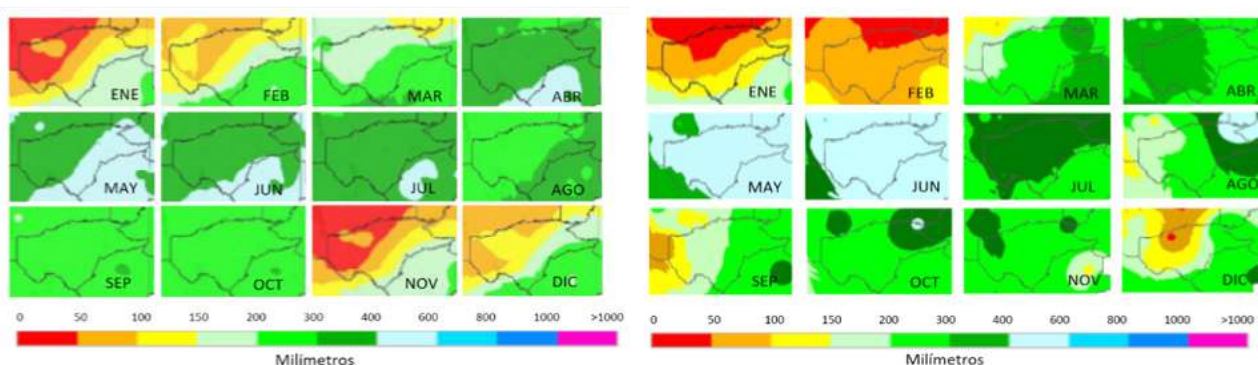 ENE FEB MAR ABR
MAY JUN JUL AGO
SEP OCT NOV DIC
0 50 100 150 200 300 400 600 800 1000 >1000
Milímetros
ENE FEB MAR ABR
MAY JUN JUL AGO
SEP OCT NOV DIC
0 50 100 150 200 300 400 600 800 1000 >1000
Milímetros